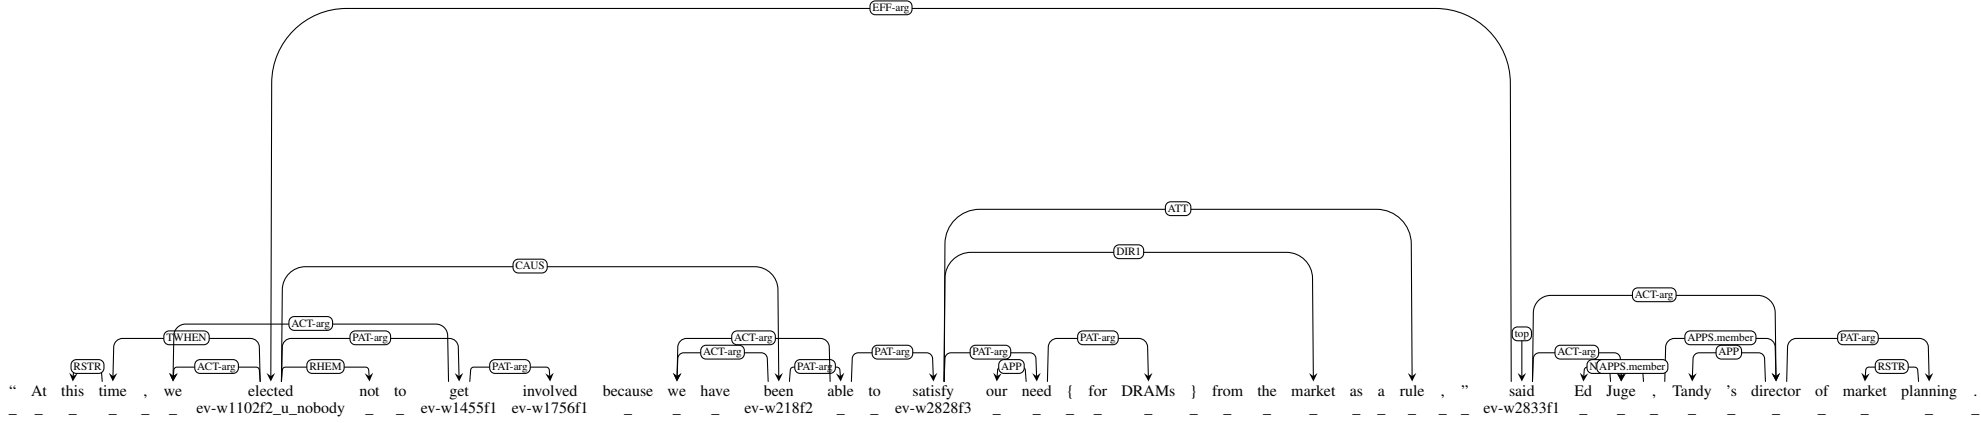 EFF-arg
ATT
DIR1
CAUS
ACT-arg
ACT-arg
top
TWHEN PAT-arg ACT-arg PAT-arg APPS.member PAT-arg
ACT-arg PAT-arg PAT-arg ACT-arg APP
RSTR ACT-arg RHEM PAT-arg PAT-arg APP APPS.member RSTR
“ At this time , we elected not to get involved because we have been able to satisfy our need { for DRAMs } from the market as a rule , ” said Ed Juge , Tandy 's director of market planning .
_ _ _ _ _ _ ev-w1102f2_u_nobody _ _ ev-w1455f1 ev-w1756f1 _ _ _ ev-w218f2 _ _ ev-w2828f3 _ _ _ _ _ _ _ _ _ _ _ _ _ _ ev-w2833f1 _ _ _ _ _ _ _ _ _ _